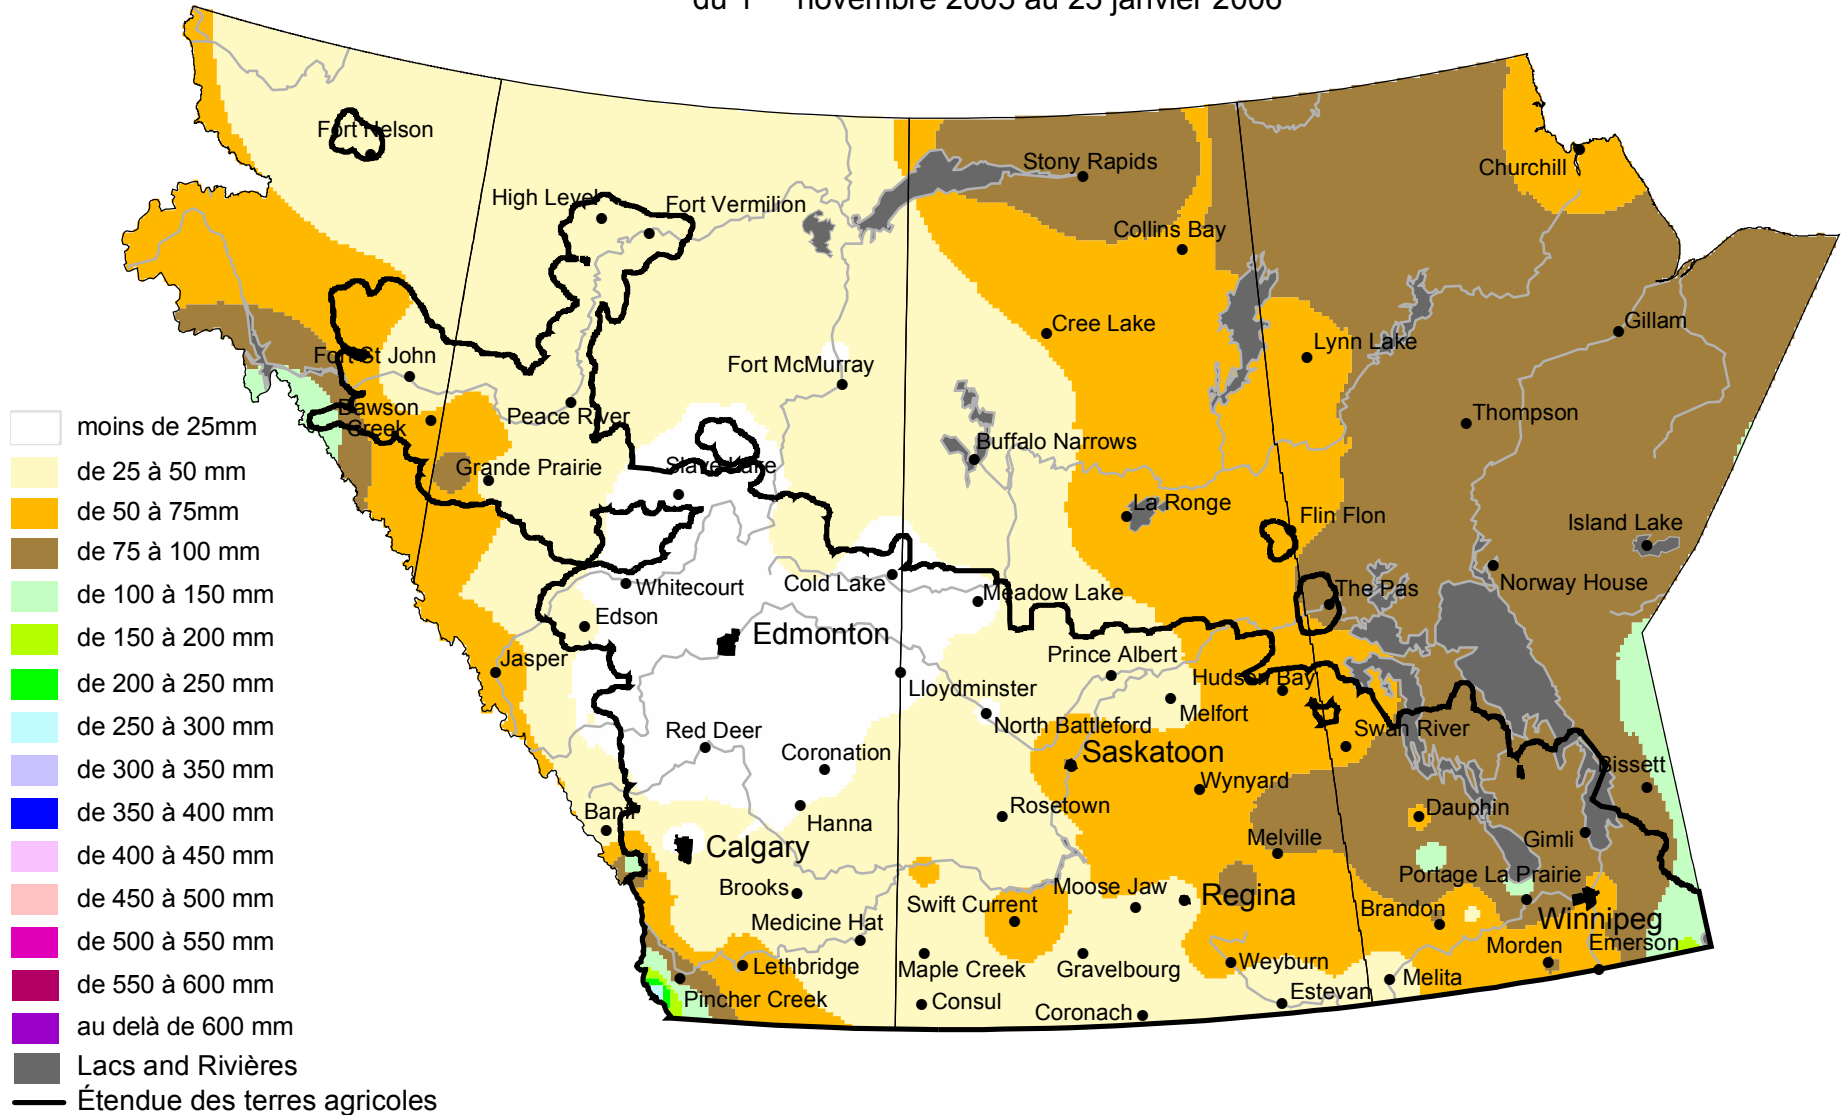 du 1 novembre 2005 au 25 janvier 2006
Fort Nelson
Churchill
Stony Rapids
High Level
Fort Vermilion
Collins Bay
Cree Lake
Gillam
Lynn Lake
Fort St John
Fort McMurray
Dawson
Creek
Peace River
Thompson
Buffalo Narrows
Grande Prairie
Slave Lake
La Ronge
Flin Flon
Island Lake
Whitecourt
Cold Lake
Meadow Lake
The Pas
Norway House
Edson
Edmonton
Jasper
Prince Albert
Hudson Bay
Lloydminster
North Battleford
Melfort
Swan River
Red Deer
Coronation
Saskatoon
Wynyard
Bissett
Banff
Hanna
Rosetown
Dauphin
Calgary
Melville
Gimli
Brooks
Moose Jaw
Regina
Portage La Prairie
Medicine Hat
Swift Current
Brandon
Winnipeg
Lethbridge
Maple Creek
Gravelbourg
Weyburn
Morden
Emerson
Pincher Creek
Consul
Coronach
Estevan
Melita
moins de 25mm
de 25 à 50 mm
de 50 à 75mm
de 75 à 100 mm
de 100 à 150 mm
de 150 à 200 mm
de 200 à 250 mm
de 250 à 300 mm
de 300 à 350 mm
de 350 à 400 mm
de 400 à 450 mm
de 450 à 500 mm
de 500 à 550 mm
de 550 à 600 mm
au delà de 600 mm
Lacs and Rivières
Étendue des terres agricoles